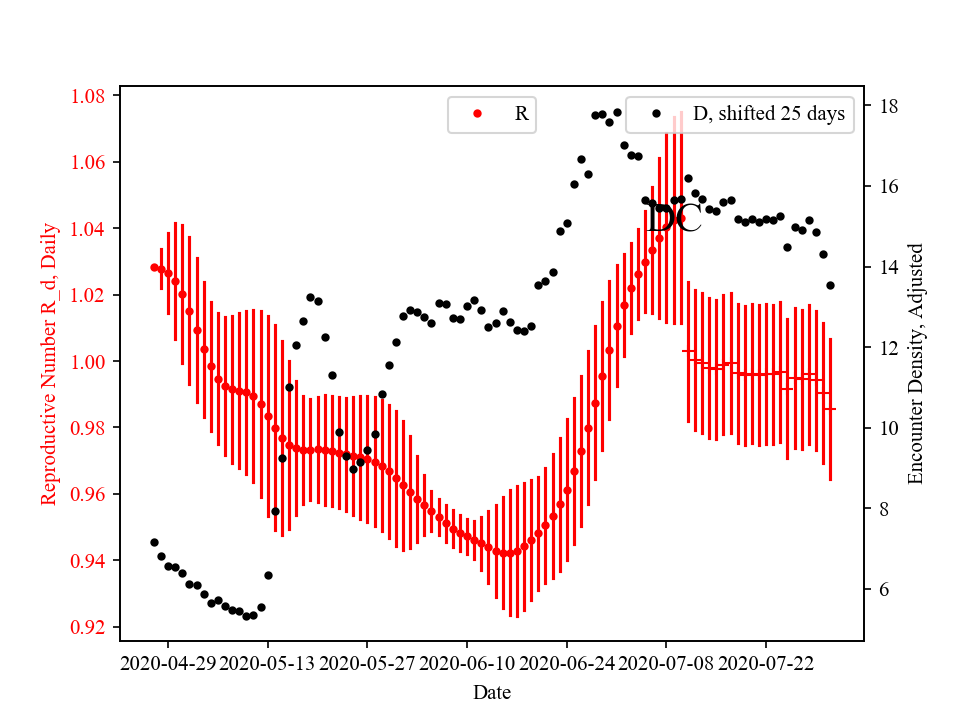 R
D, shifted 25 days
DC
Reproductive Number R_d, Daily
1.08
1.06
1.04
1.02
1.00
0.98
0.96
0.94
0.92
18
16
14
12
10
8
6
Encounter Density, Adjusted
2020-04-29 2020-05-13 2020-05-27 2020-06-10 2020-06-24 2020-07-08 2020-07-22
Date